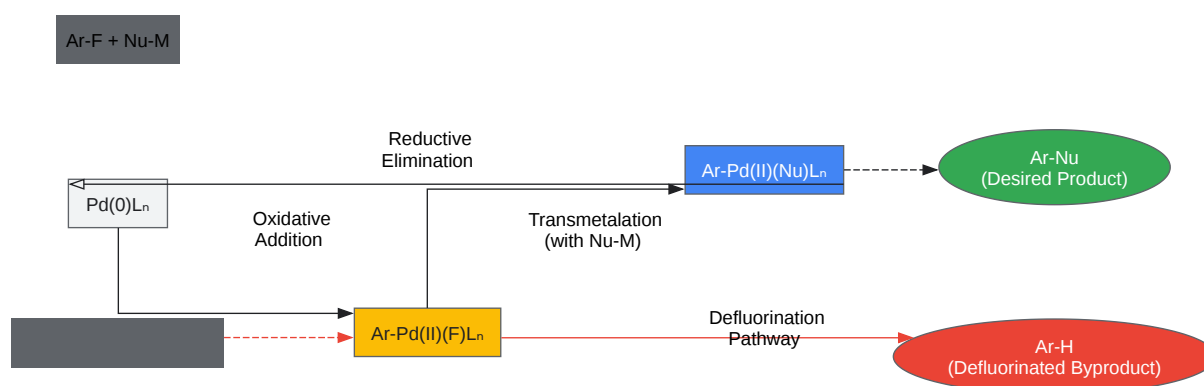 Ar-F + Nu-M
Reductive
Elimination
Ar-Pd(II)(Nu)Lₙ
Ar-Nu
(Desired Product)
Pd(0)Lₙ
Oxidative
Addition
Transmetalation
(with Nu-M)
Ar-Pd(II)(F)Lₙ
Defluorination
Pathway
Ar-H
(Defluorinated Byproduct)